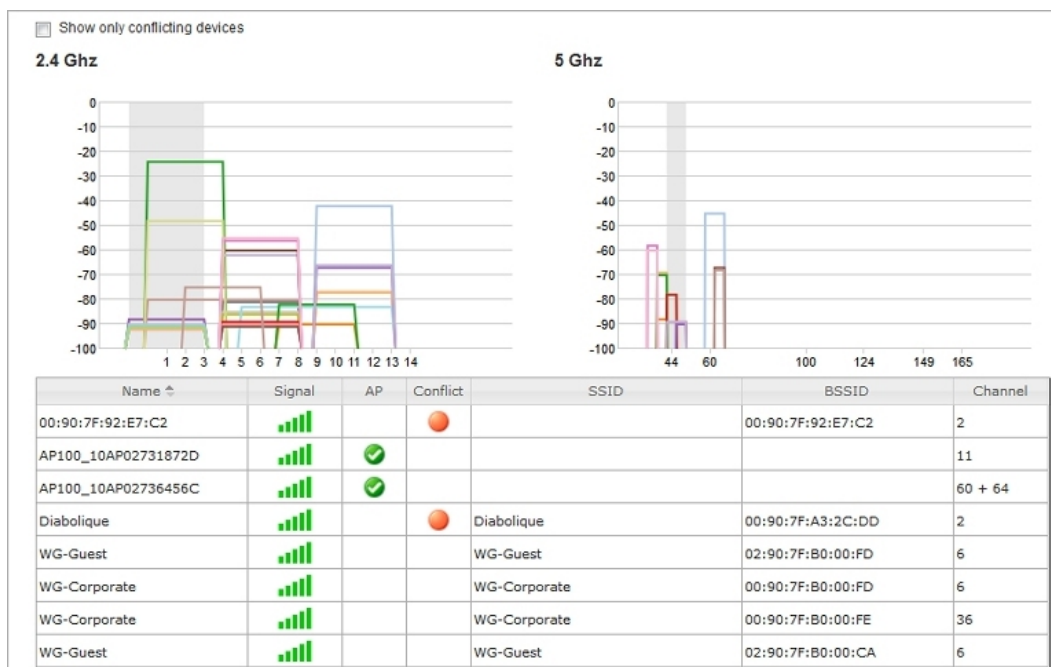 Show only conflicting devices
2.4 Ghz
5 Ghz
0
-10
-20
-30
-40
-50
-60
-70
-80
-90
-100
1 2 3 4 5 6 7 8 9 10 11 12 13 14
0
-10
-20
-30
-40
-50
-60
-70
-80
-90
-100
44 60 100 124 149 165
Name Signal AP Conflict SSID BSSID Channel
00:90:7F:92:E7:C2 00:90:7F:92:E7:C2 2
AP100_10AP02731872D 11
AP100_10AP02736456C 60 + 64
Diabolique Diabolique 00:90:7F:A3:2C:DD 2
WG-Guest WG-Guest 02:90:7F:B0:00:FD 6
WG-Corporate WG-Corporate 00:90:7F:B0:00:FD 6
WG-Corporate WG-Corporate 00:90:7F:B0:00:FE 36
WG-Guest WG-Guest 02:90:7F:B0:00:CA 6